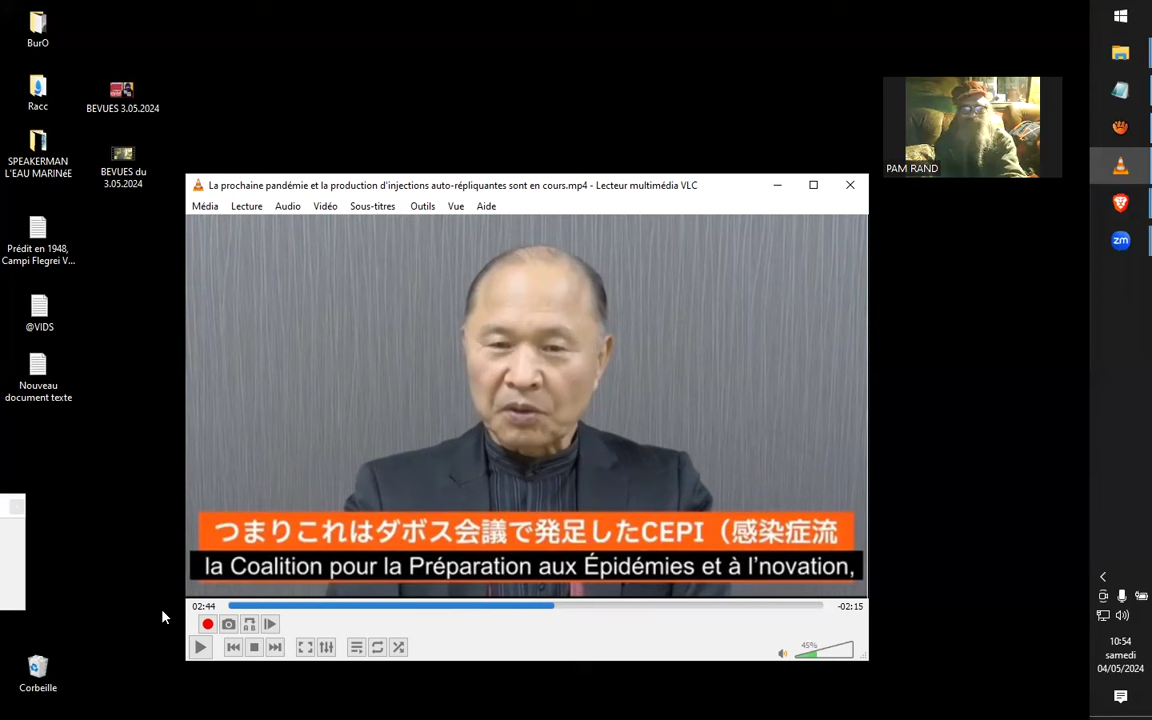 BurO
Racc
BEVUES 3.05.2024
SPEAKERMAN
L'EAU MARINéE
BEVUES du
3.05.2024
Prédit en 1948,
Campi Flegrei V...
@VIDS
Nouveau
document texte
Corbeille
PAM RAND
La prochaine pandémie et la production d'injections auto-répliquantes sont en cours.mp4 - Lecteur multimédia VLC
Média Lecture Audio Vidéo Sous-titres Outils Vue Aide
つまりこれはダボス会議で発足したCEPI（感染症流
la Coalition pour la Préparation aux Épidémies et à l’novation,
02:44
-02:15
45%
zm
10:54
samedi
04/05/2024